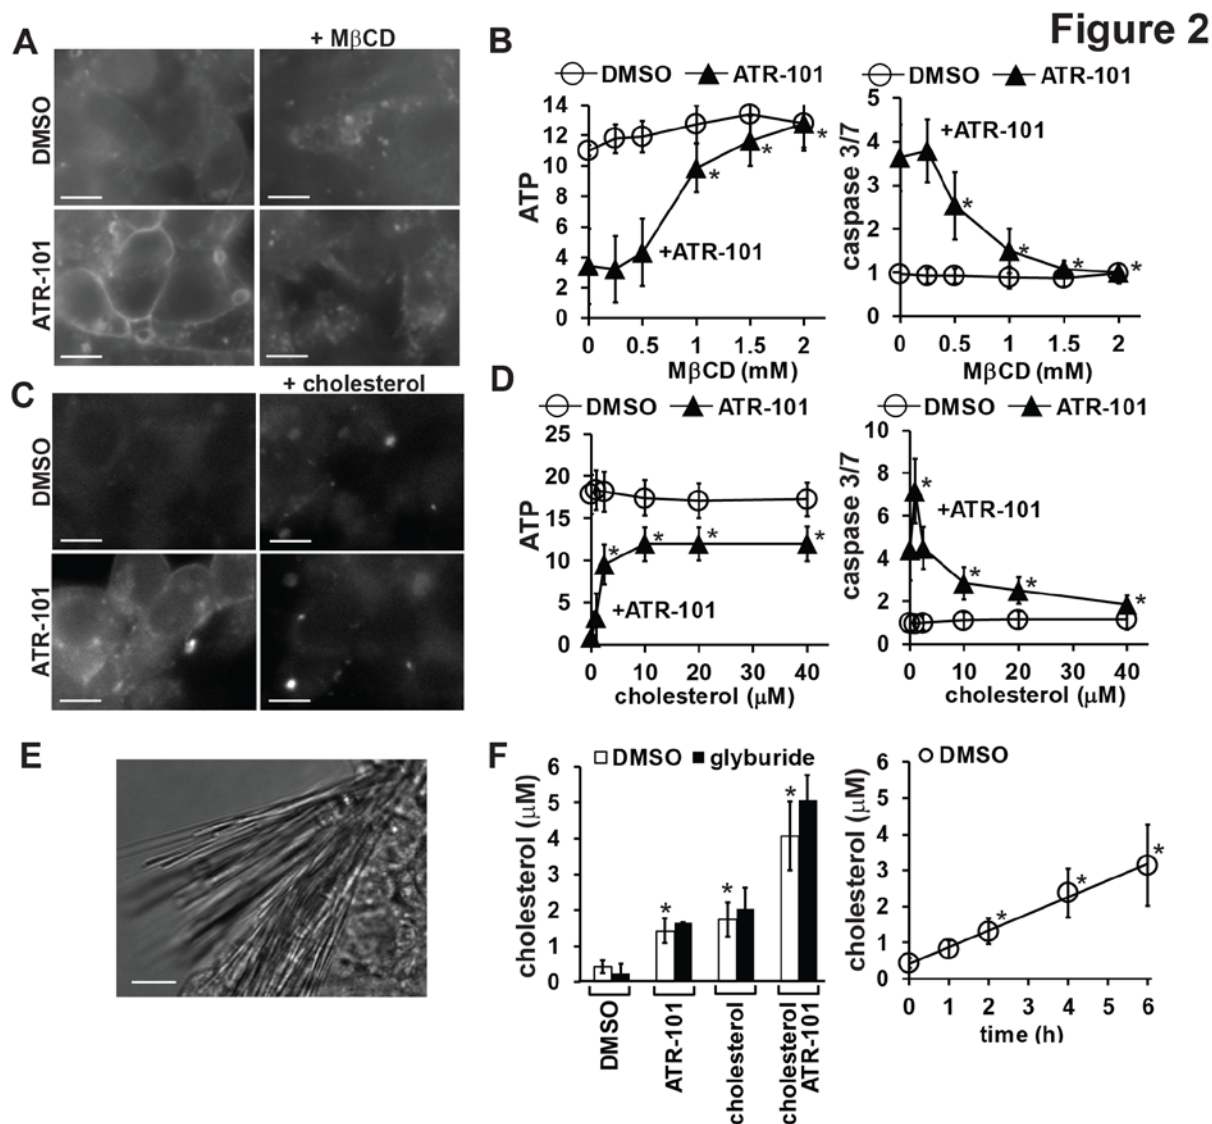 Figure 2
A
+ MβCD
DMSO
ATR-101
B
DMSO ATR-101
ATP
14
12
10
8
6
4
2
0
+ATR-101
0 0.5 1 1.5 2
MβCD (mM)
* * *
DMSO ATR-101
caspase 3/7
5
4
3
2
1
0
+ATR-101
* * * *
0 0.5 1 1.5 2
MβCD (mM)
C
+ cholesterol
DMSO
ATR-101
D
DMSO ATR-101
ATP
25
20
15
10
5
0
* * * *
+ATR-101
0 10 20 30 40
cholesterol (μM)
DMSO ATR-101
caspase 3/7
10
8
6
4
2
0
+ATR-101
* * * *
0 10 20 30 40
cholesterol (μM)
E
F
DMSO glyburide
cholesterol (μM)
6
5
4
3
2
1
0
* * *
DMSO
ATR-101
cholesterol
cholesterol
ATR-101
DMSO
cholesterol (μM)
6
5
4
3
2
1
0
* * *
0 1 2 3 4 5 6
time (h)